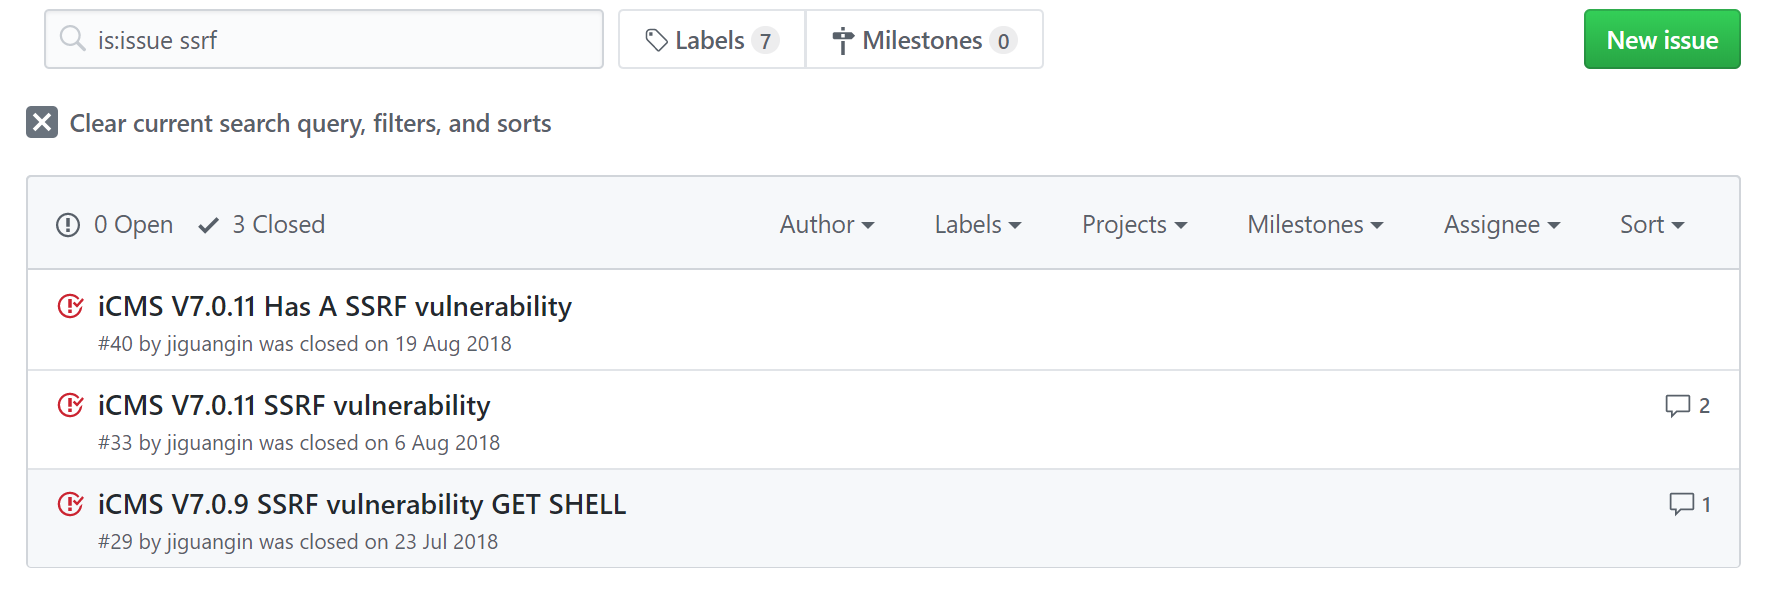 is:issue ssrf
Labels 7
Milestones 0
New issue
Clear current search query, filters, and sorts
0 Open 3 Closed
Author Labels Projects Milestones Assignee Sort
iCMS V7.0.11 Has A SSRF vulnerability
#40 by jiguangin was closed on 19 Aug 2018
iCMS V7.0.11 SSRF vulnerability
2
#33 by jiguangin was closed on 6 Aug 2018
iCMS V7.0.9 SSRF vulnerability GET SHELL
1
#29 by jiguangin was closed on 23 Jul 2018